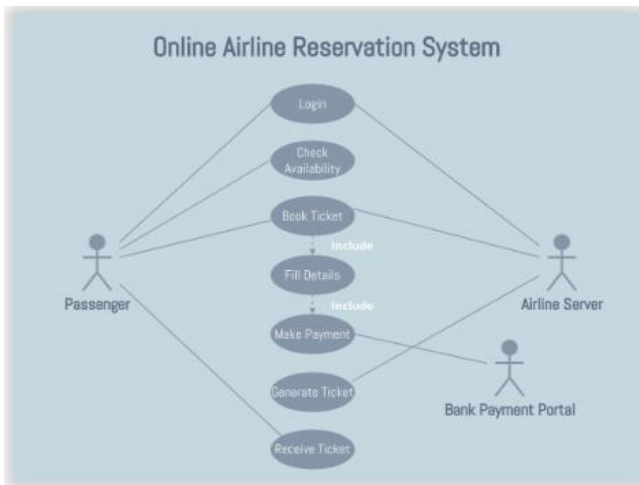 Online Airline Reservation System
Login
Check
Availability
Book Ticket
Include
Fill Details
Passenger
Airline Server
Include
Make Payment
Generate Ticket
Bank Payment Portal
Receive Ticket